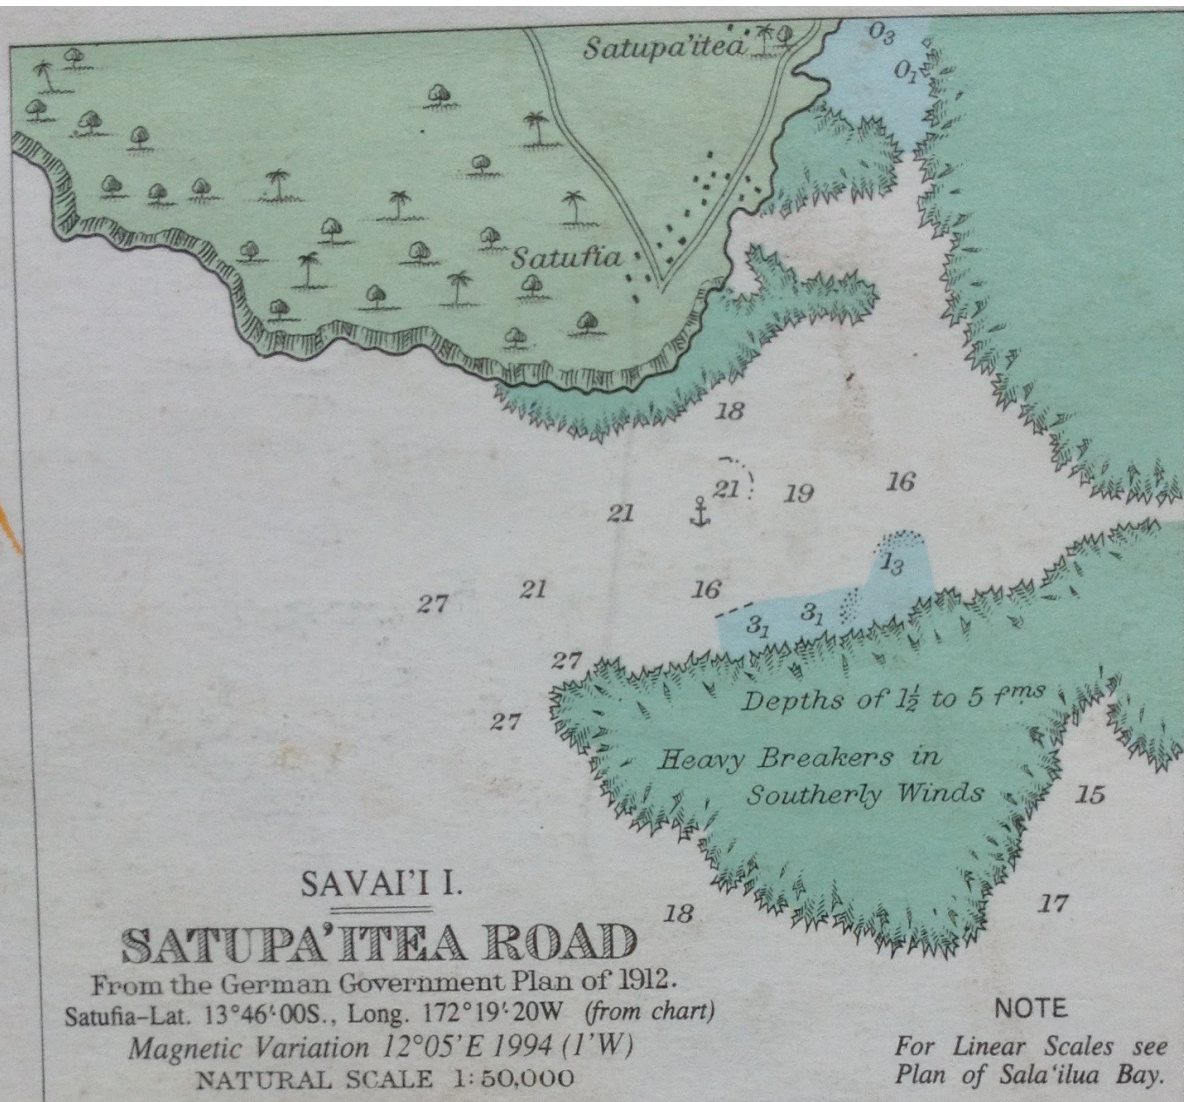 Satupa'itea
0₃
0₁
Satufia
18
21
19
16
21
27
21
16
1₃
3₁
3₁
27
27
Depths of 1½ to 5 fms
Heavy Breakers in
Southerly Winds
15
17
18
SAVAI'I I.
SATUPA'ITEA ROAD
From the German Government Plan of 1912.
Satufia–Lat. 13°46'·00S., Long. 172°19'·20W (from chart)
Magnetic Variation 12°05'E 1994 (1'W)
NATURAL SCALE 1:50,000
NOTE
For Linear Scales see
Plan of Sala'ilua Bay.